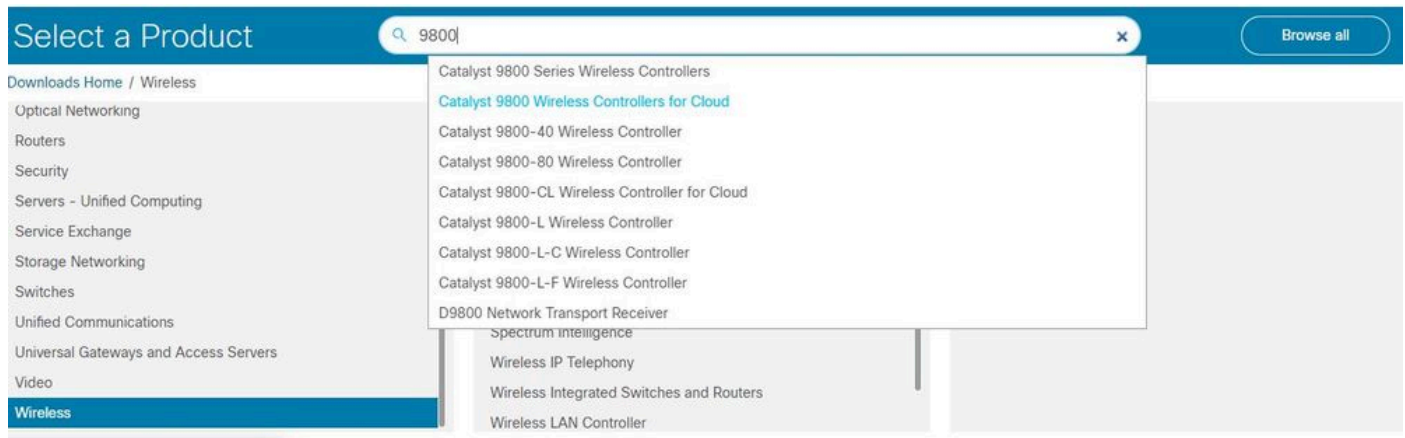 Select a Product
9800
Browse all
Downloads Home / Wireless
Optical Networking
Routers
Security
Servers - Unified Computing
Service Exchange
Storage Networking
Switches
Unified Communications
Universal Gateways and Access Servers
Video
Wireless
Catalyst 9800 Series Wireless Controllers
Catalyst 9800 Wireless Controllers for Cloud
Catalyst 9800-40 Wireless Controller
Catalyst 9800-80 Wireless Controller
Catalyst 9800-CL Wireless Controller for Cloud
Catalyst 9800-L Wireless Controller
Catalyst 9800-L-C Wireless Controller
Catalyst 9800-L-F Wireless Controller
D9800 Network Transport Receiver
Spectrum Intelligence
Wireless IP Telephony
Wireless Integrated Switches and Routers
Wireless LAN Controller